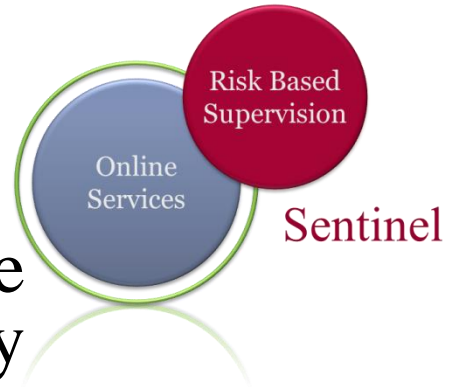 Risk Based
Supervision
Online
Services
Sentinel
e
y